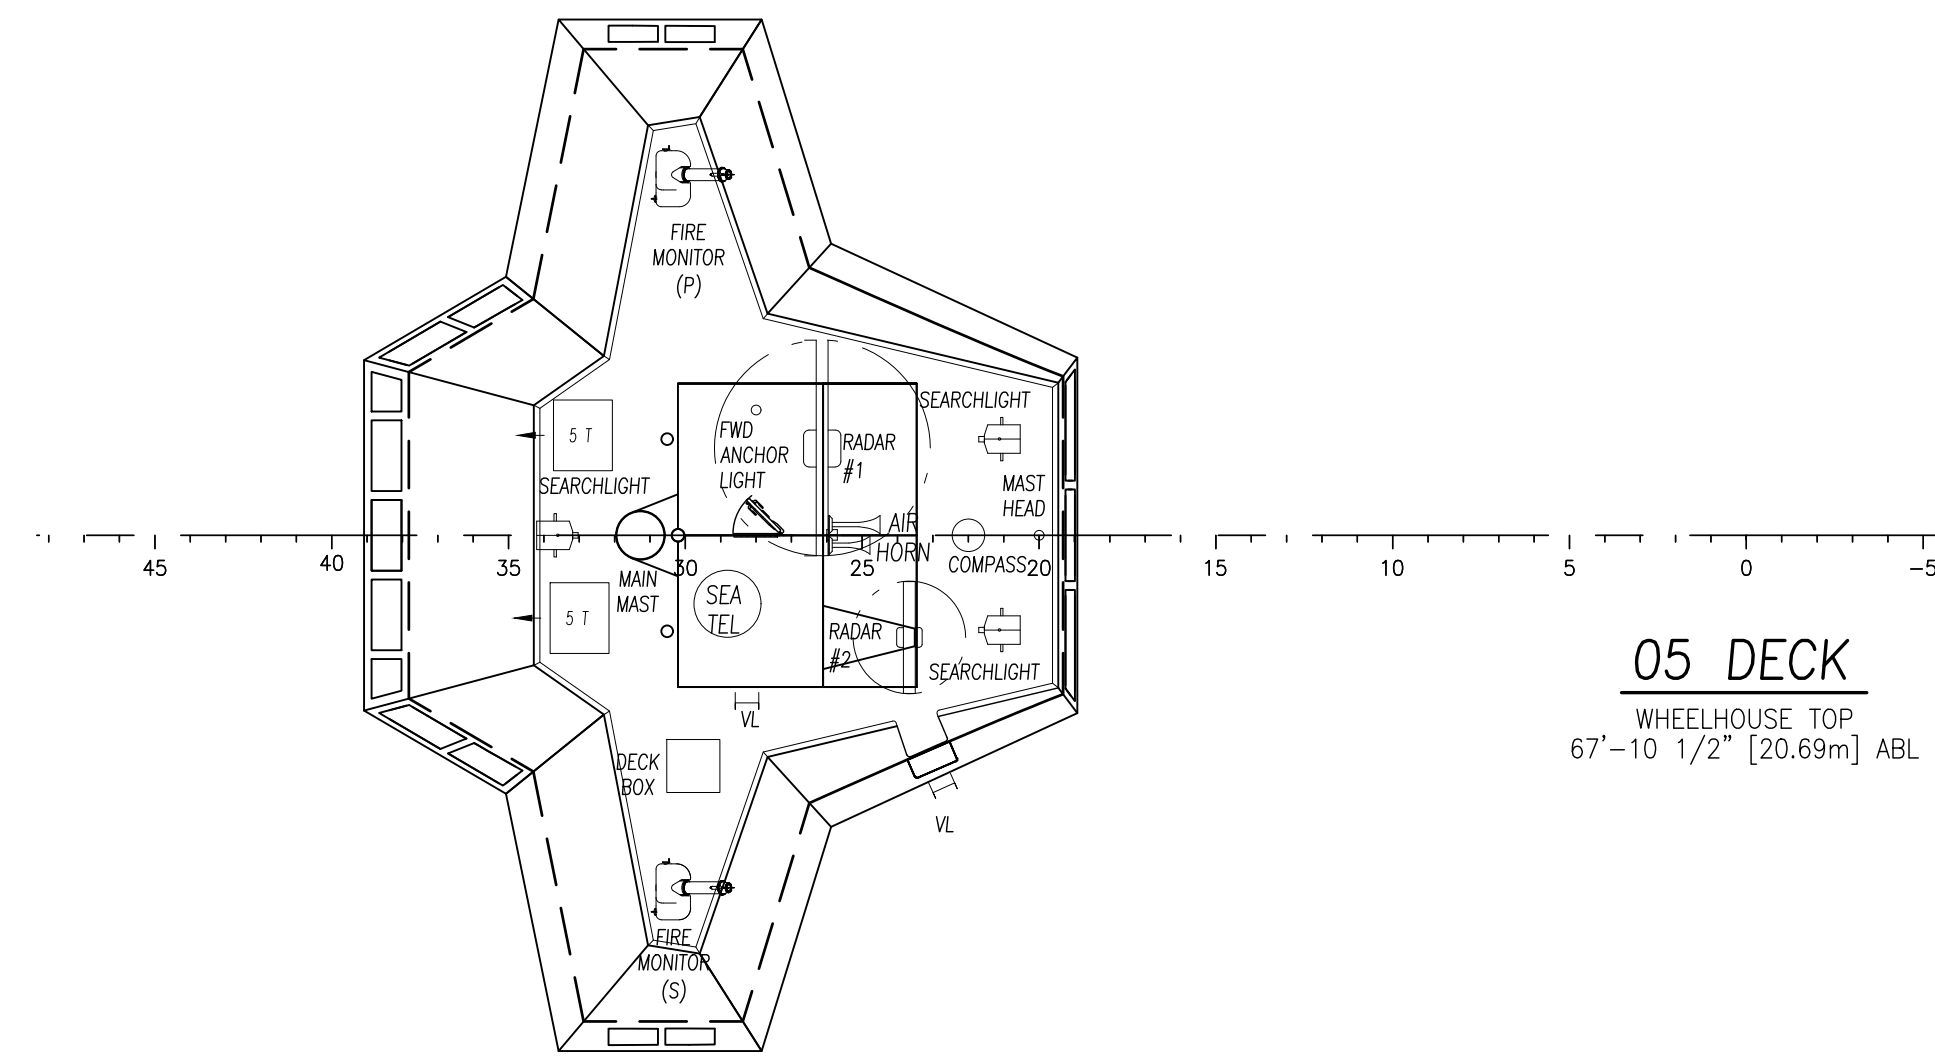 FIRE
MONITOR
(P)
SEARCHLIGHT
FWD
ANCHOR
LIGHT
RADAR
#1
5 T
SEARCHLIGHT
MAST
HEAD
AIR
HORN
COMPASS
45
40
35
30
25
20
15
10
5
0
-5
MAIN
MAST
SEA
TEL
5 T
RADAR
#2
SEARCHLIGHT
VL
DECK
BOX
VL
FIRE
MONITOR
(S)
05 DECK
WHEELHOUSE TOP
67'-10 1/2" [20.69m] ABL